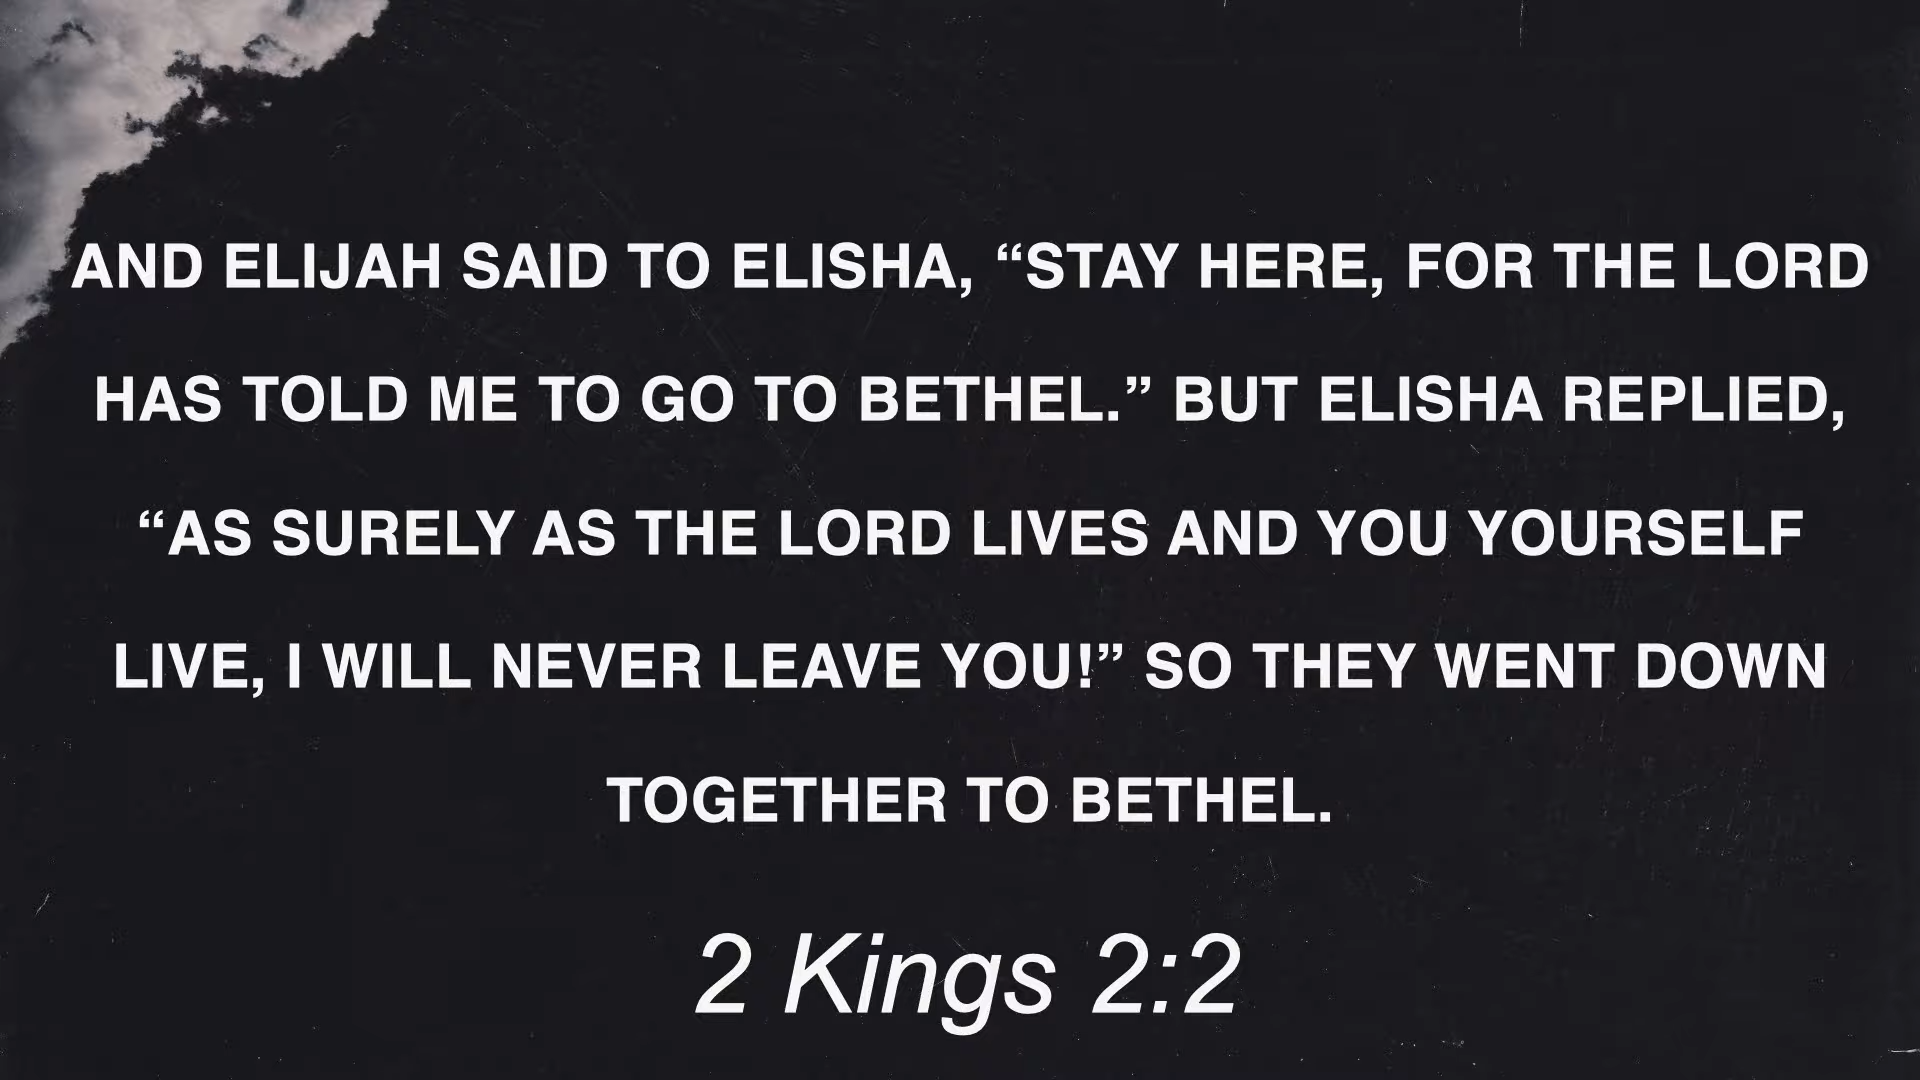 AND ELIJAH SAID TO ELISHA, “STAY HERE, FOR THE LORD
HAS TOLD ME TO GO TO BETHEL.” BUT ELISHA REPLIED,
“AS SURELY AS THE LORD LIVES AND YOU YOURSELF
LIVE, I WILL NEVER LEAVE YOU!” SO THEY WENT DOWN
TOGETHER TO BETHEL.
2 Kings 2:2